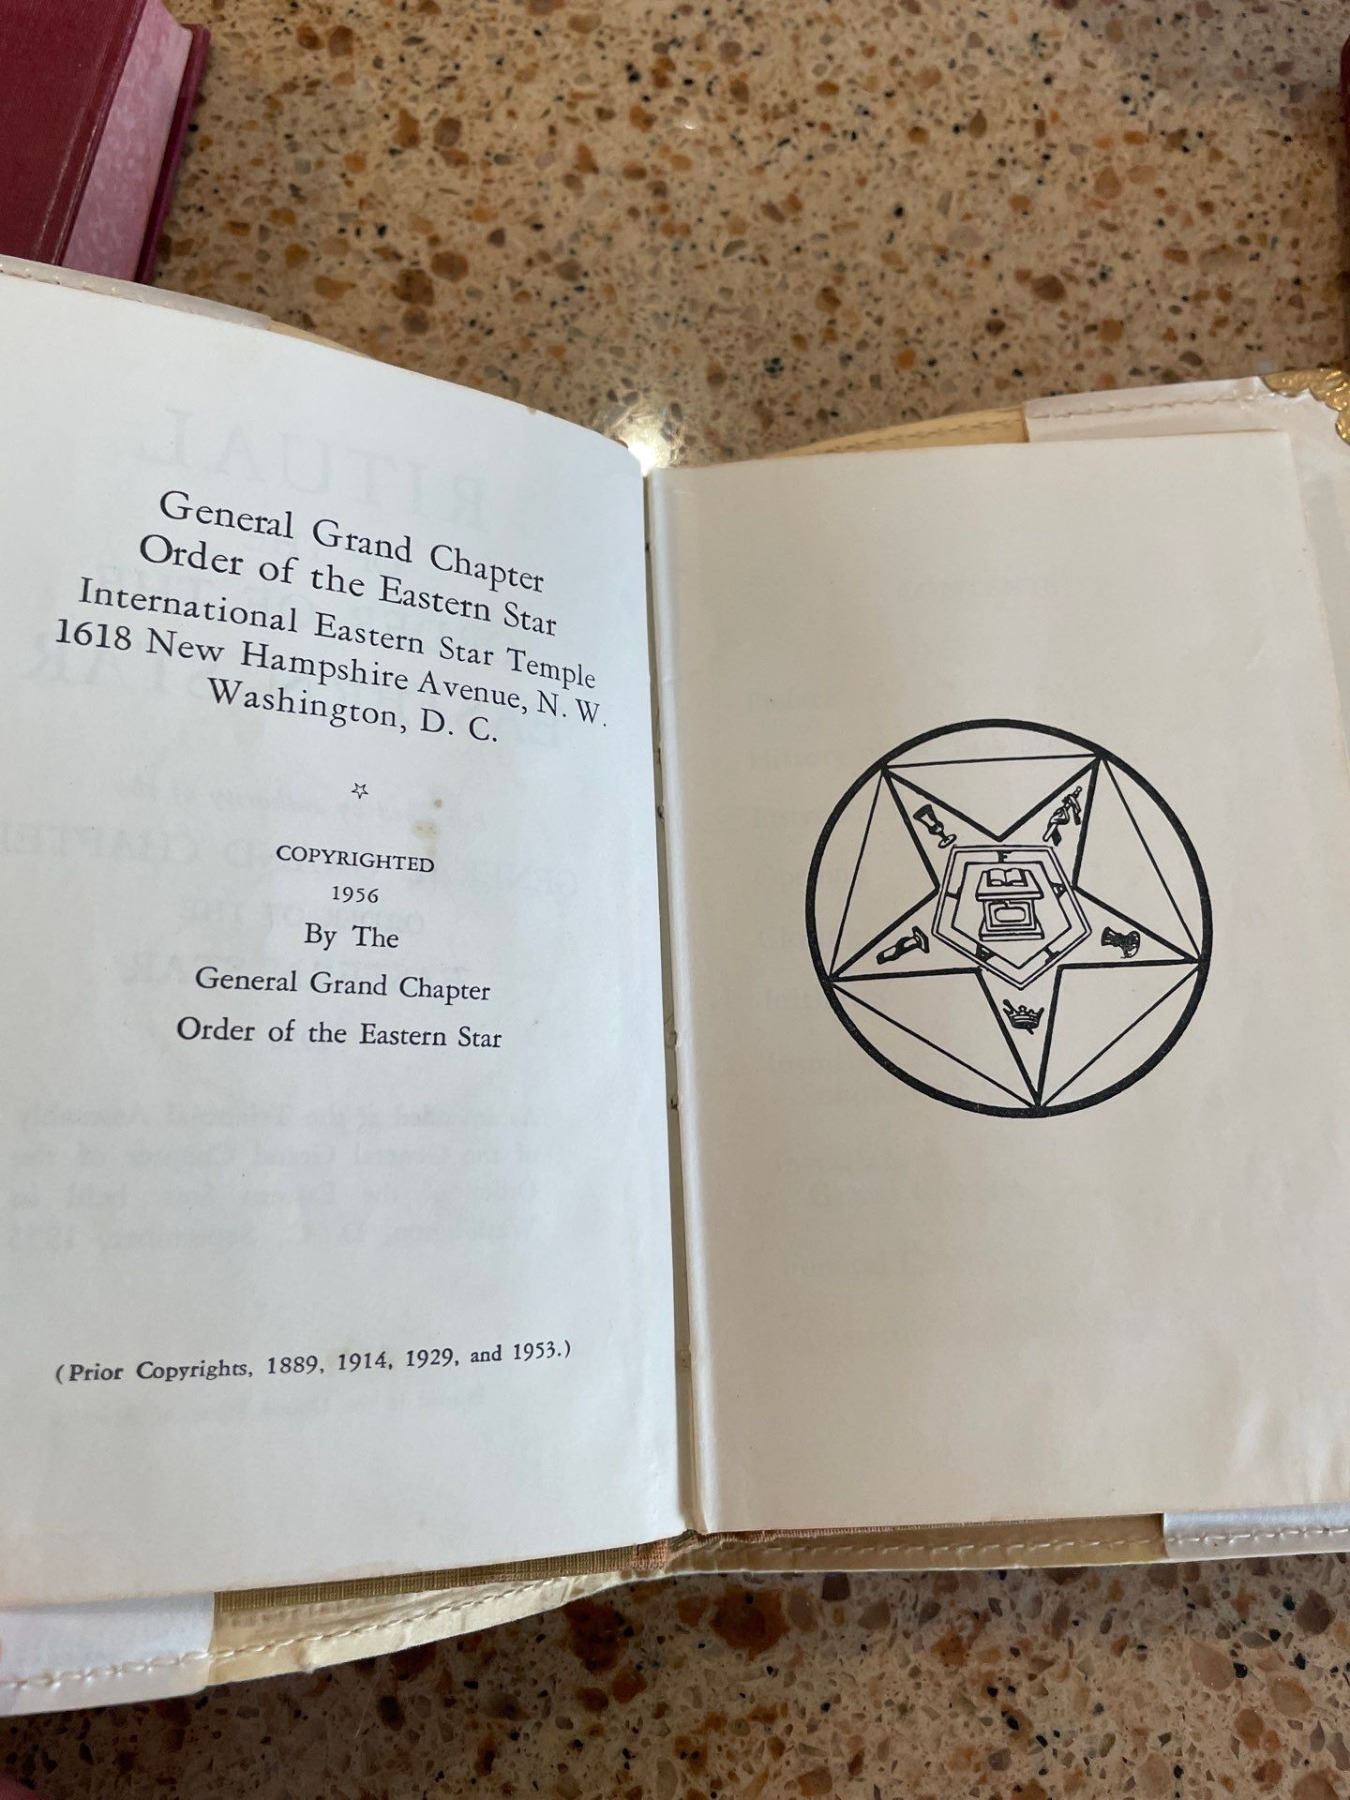 General Grand Chapter
Order of the Eastern Star
International Eastern Star Temple
1618 New Hampshire Avenue, N. W.
Washington, D. C.
COPYRIGHTED
1956
By The
General Grand Chapter
Order of the Eastern Star
(Prior Copyrights, 1889, 1914, 1929, and 1953.)
F